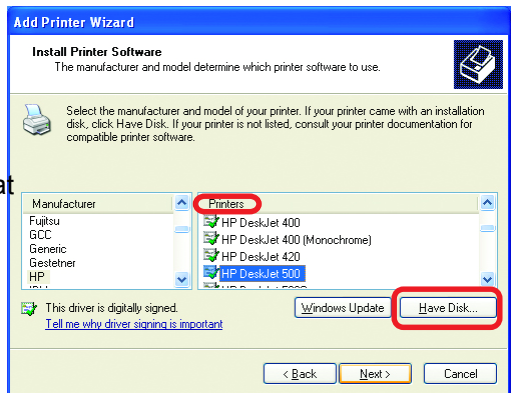 Add Printer Wizard
Install Printer Software
The manufacturer and model determine which printer software to use.
Select the manufacturer and model of your printer. If your printer came with an installation
disk, click Have Disk. If your printer is not listed, consult your printer documentation for
compatible printer software.
at
Manufacturer
Fujitsu
GCC
Generic
Gestetner
HP
Printers
HP DeskJet 400
HP DeskJet 400 (Monochrome)
HP DeskJet 420
HP DeskJet 500
This driver is digitally signed.
Tell me why driver signing is important
Windows Update
Have Disk...
< Back
Next >
Cancel